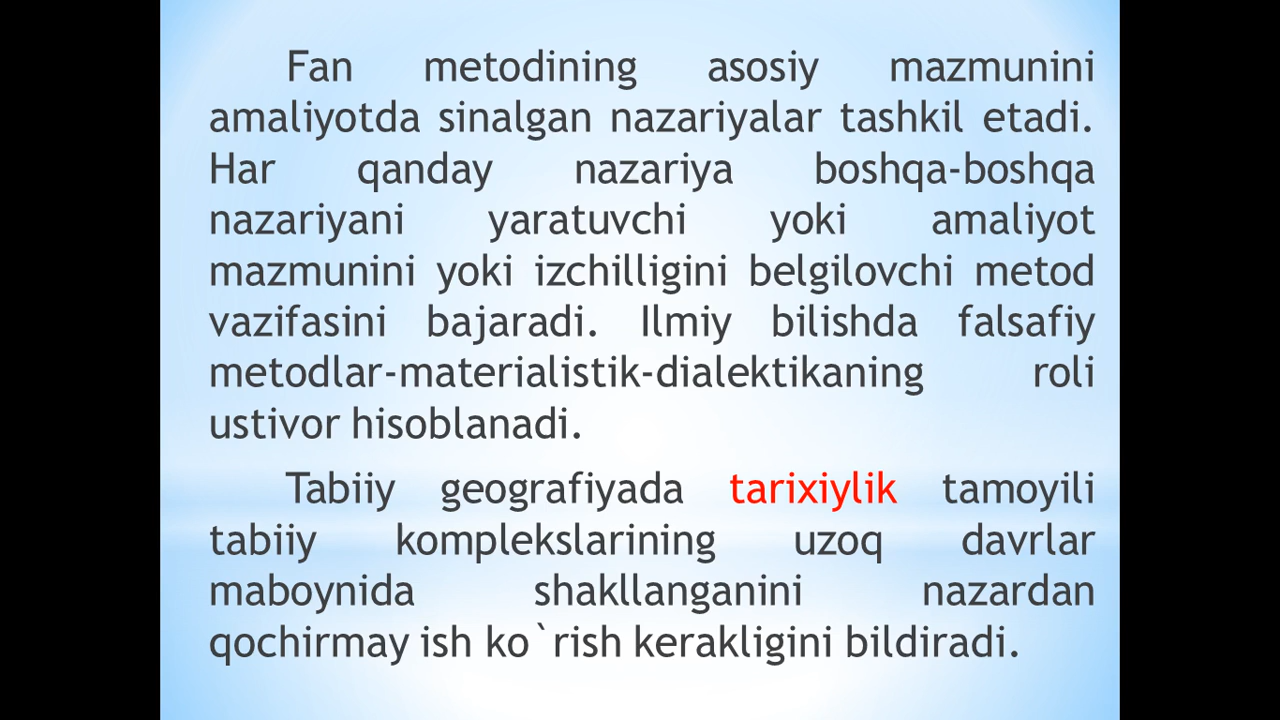 Fan metodining asosiy mazmunini
amaliyotda sinalgan nazariyalar tashkil etadi.
Har qanday nazariya boshqa-boshqa
nazariyani yaratuvchi yoki amaliyot
mazmunini yoki izchilligini belgilovchi metod
vazifasini bajaradi. Ilmiy bilishda falsafiy
metodlar-materialistik-dialektikaning roli
ustivor hisoblanadi.
Tabiiy geografiyada tarixiylik tamoyili
tabiiy komplekslarining uzoq davrlar
maboynida shakllanganini nazardan
qochirmay ish ko`rish kerakligini bildiradi.